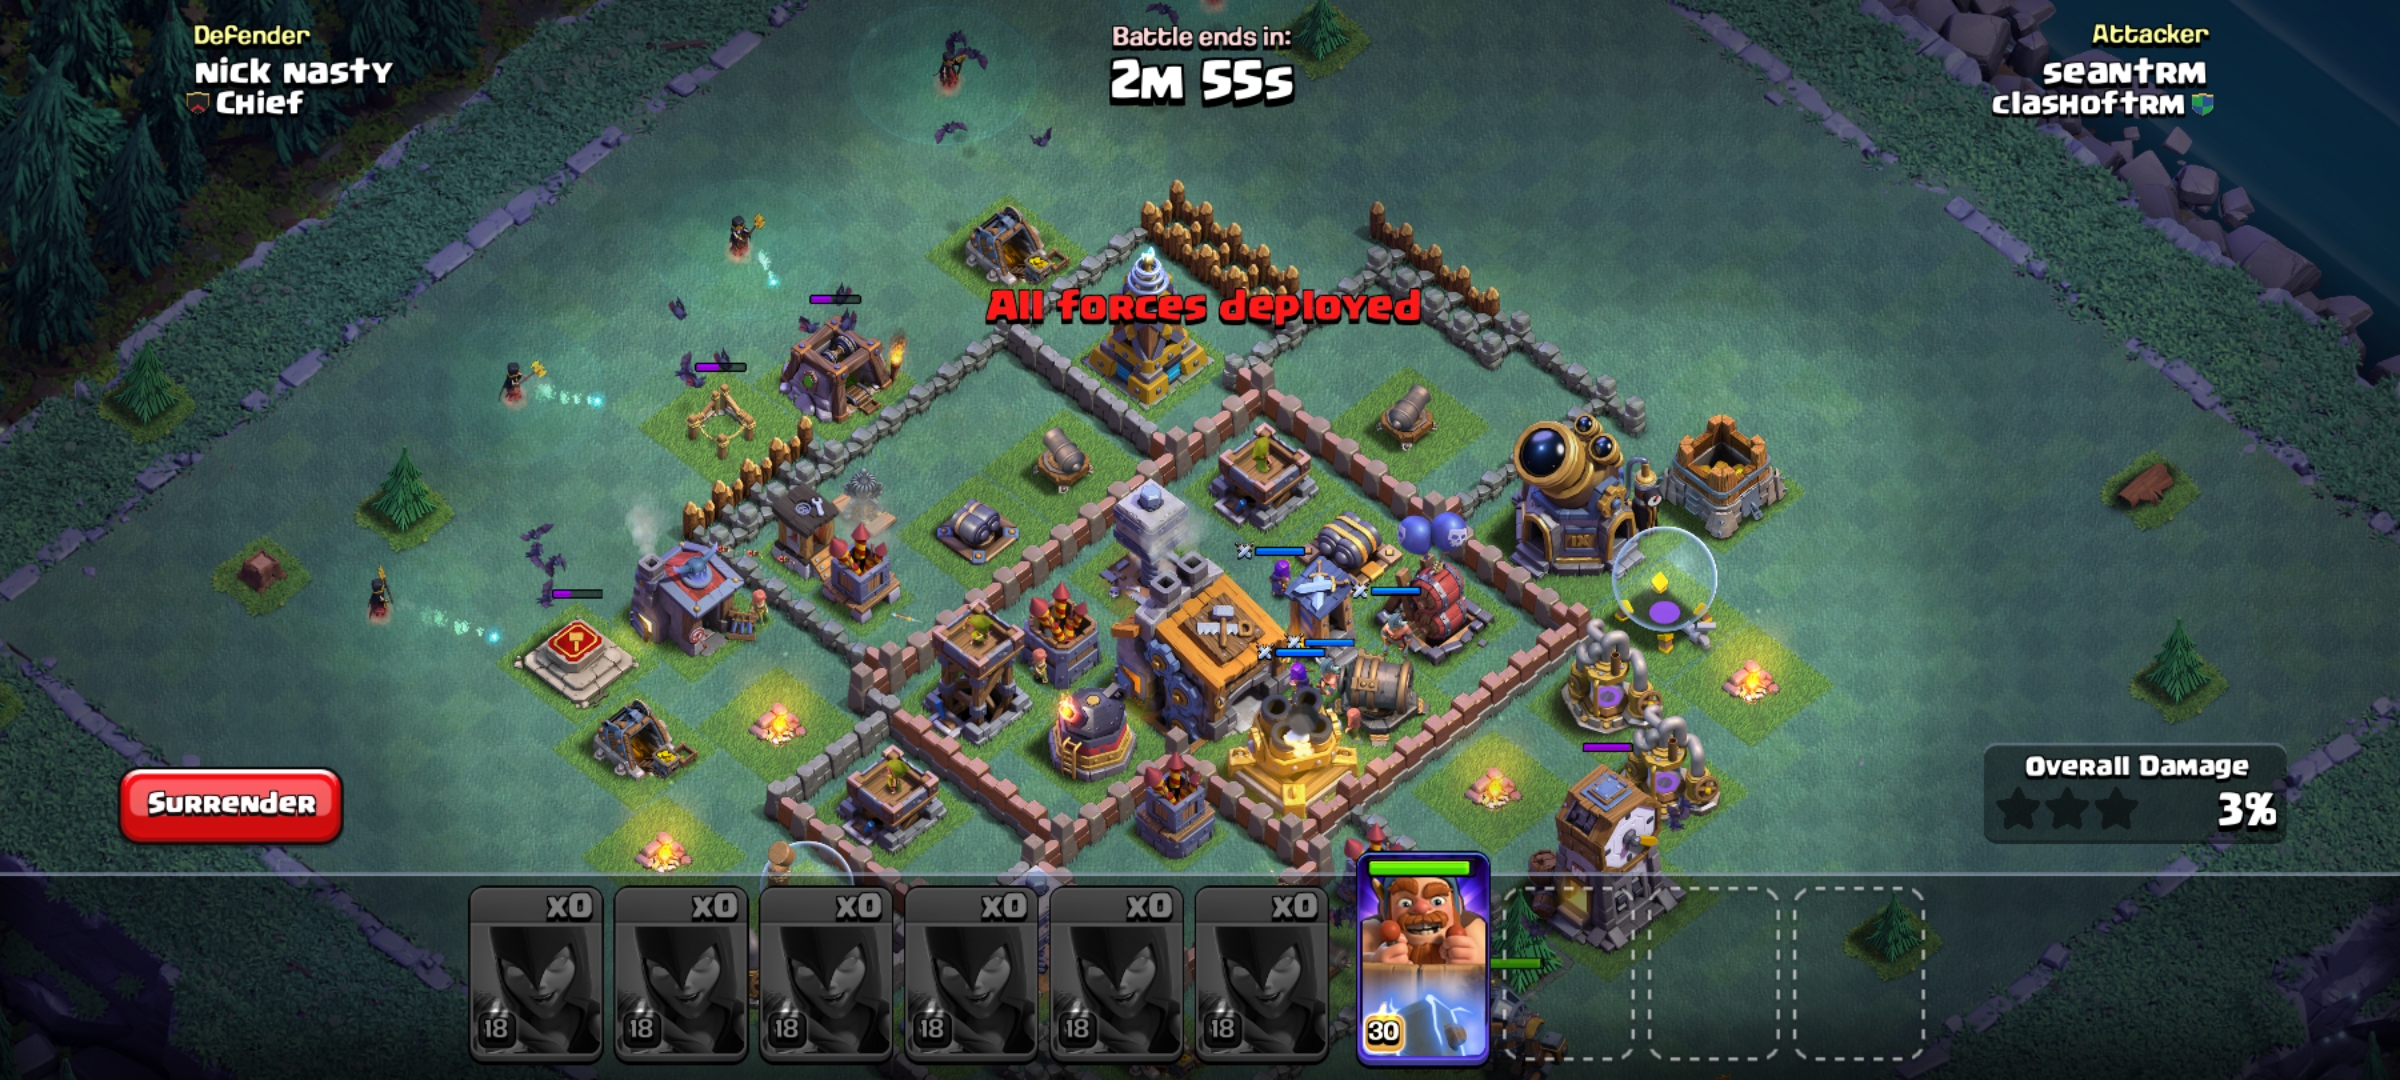 Defender
Nick Nasty
Chief
Battle ends in:
2M 55s
Attacker
seantRM
clashoftRM
All forces deployed
IX
Surrender
Overall Damage
3%
x0
x0
x0
x0
x0
x0
18
18
18
18
18
18
30